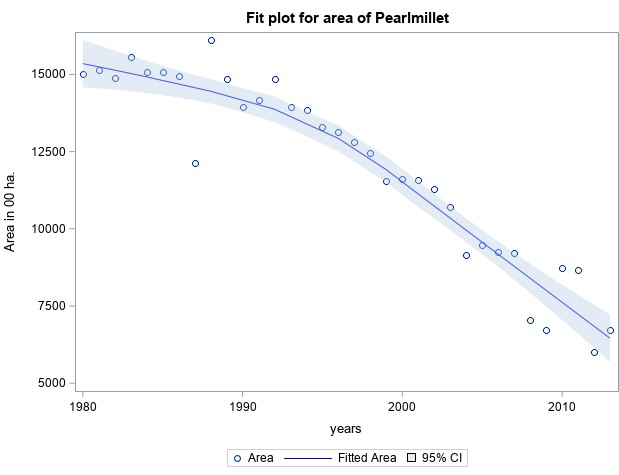 Fit plot for area of Pearlmillet
15000
12500
10000
7500
5000
Area in 00 ha.
1980 1990 2000 2010
years
Area Fitted Area 95% CI